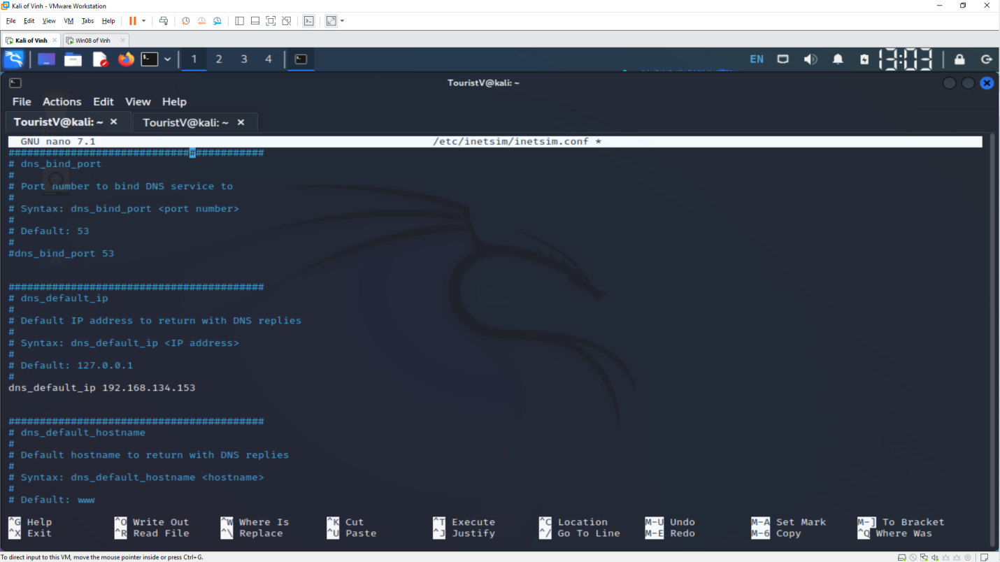 Kali of Vinh - VMware Workstation
File Edit View VM Tabs Help
Kali of Vinh Win08 of Vinh
1 2 3 4 EN 13:03
TouristV@kali: ~
File Actions Edit View Help
TouristV@kali: ~ TouristV@kali: ~
GNU nano 7.1 /etc/inetsim/inetsim.conf *
#########################################
# dns_bind_port
#
# Port number to bind DNS service to
#
# Syntax: dns_bind_port <port number>
#
# Default: 53
#
#dns_bind_port 53
#########################################
# dns_default_ip
#
# Default IP address to return with DNS replies
#
# Syntax: dns_default_ip <IP address>
#
# Default: 127.0.0.1
#
dns_default_ip 192.168.134.153
#########################################
# dns_default_hostname
#
# Default hostname to return with DNS replies
#
# Syntax: dns_default_hostname <hostname>
#
# Default: www
^G Help ^O Write Out ^W Where Is ^K Cut ^T Execute ^C Location M-U Undo M-A Set Mark M-] To Bracket
^X Exit ^R Read File ^\ Replace ^U Paste ^J Justify ^/ Go To Line M-E Redo M-6 Copy ^Q Where Was
To direct input to this VM, move the mouse pointer inside or press Ctrl+G.